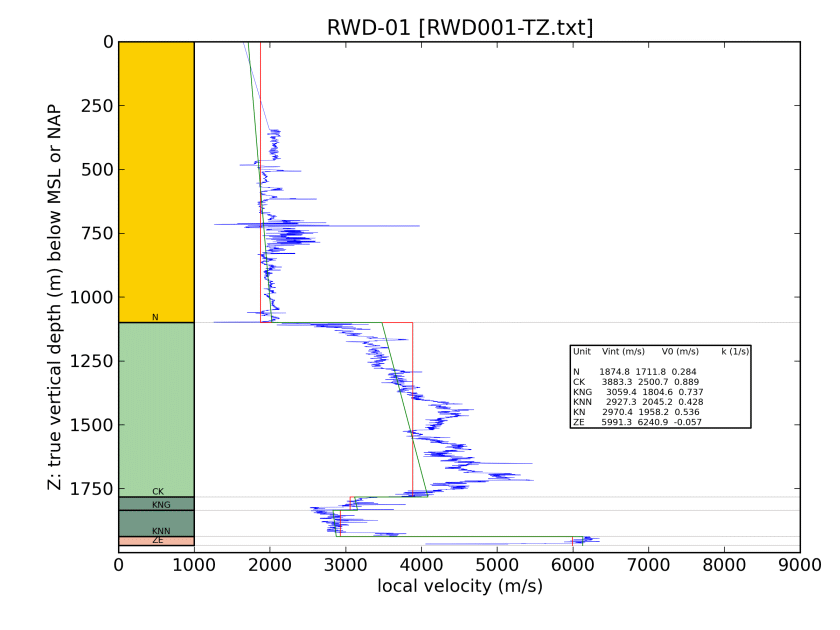 RWD-01 [RWD001-TZ.txt]
Z: true vertical depth (m) below MSL or NAP
0
250
500
750
1000
1250
1500
1750
N
CK
KNG
KNN
ZE
Unit Vint (m/s) V0 (m/s) k (1/s)
N 1874.8 1711.8 0.284
CK 3883.3 2500.7 0.889
KNG 3059.4 1804.6 0.737
KNN 2927.3 2045.2 0.428
KN 2970.4 1958.2 0.536
ZE 5991.3 6240.9 -0.057
0 1000 2000 3000 4000 5000 6000 7000 8000 9000
local velocity (m/s)